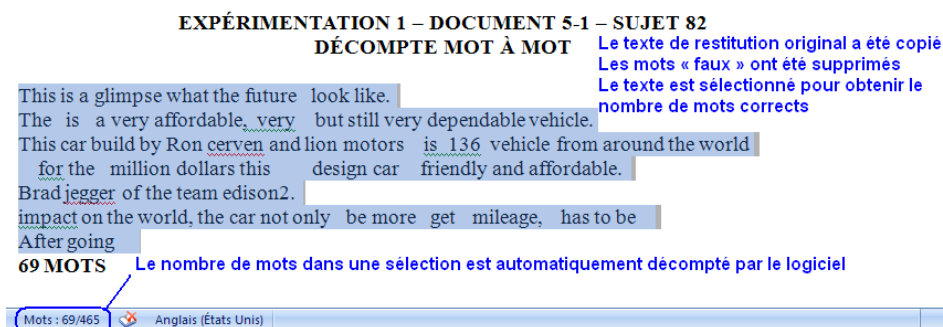 EXPÉRIMENTATION 1 – DOCUMENT 5-1 – SUJET 82
DÉCOMPTE MOT À MOT
Le texte de restitution original a été copié
Les mots « faux » ont été supprimés
Le texte est sélectionné pour obtenir le
nombre de mots corrects
This is a glimpse what the future look like.
The is a very affordable, very but still very dependable vehicle.
This car build by Ron cerven and lion motors is 136 vehicle from around the world
for the million dollars this design car friendly and affordable.
Brad jegger of the team edison2.
impact on the world, the car not only be more get mileage, has to be
After going
69 MOTS
Le nombre de mots dans une sélection est automatiquement décompté par le logiciel
Mots : 69/465 Anglais (États Unis)